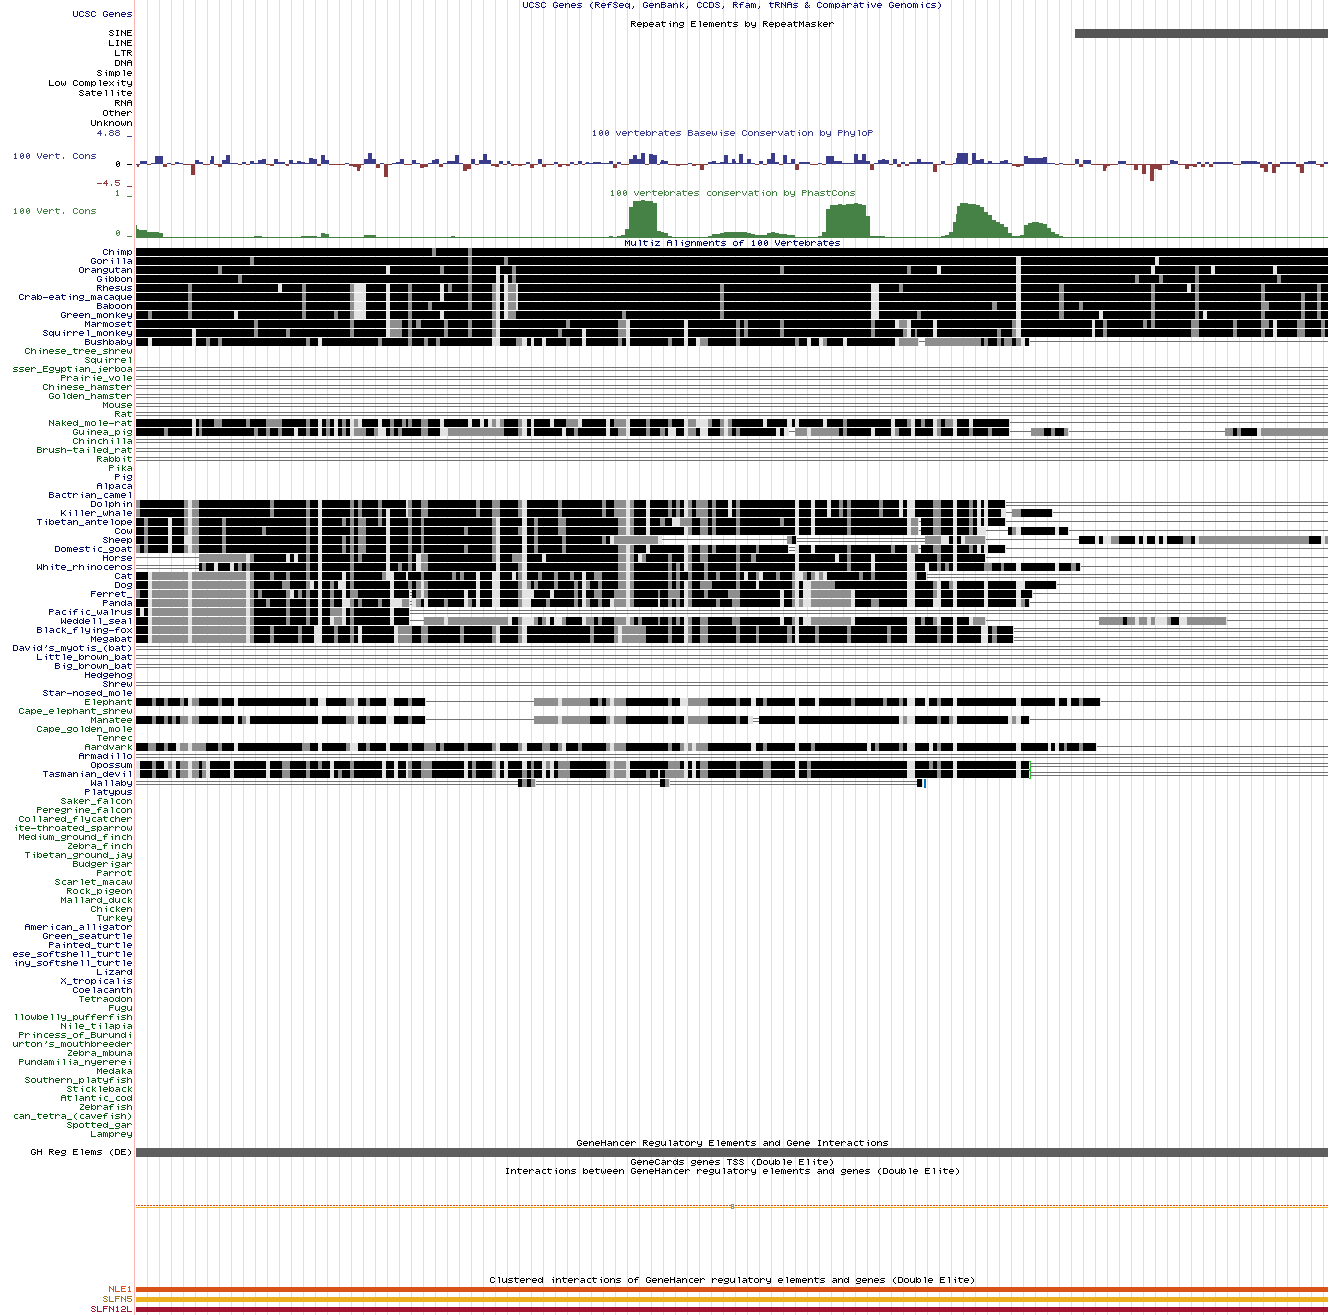 UCSC Genes (RefSeq, GenBank, CCDS, Rfam, tRNAs & Comparative Genomics)
UCSC Genes
Repeating Elements by RepeatMasker
SINE
LINE
LTR
DNA
Simple
Low Complexity
Satellite
RNA
Other
Unknown
4.88 _
100 vertebrates Basewise Conservation by PhyloP
100 Vert. Cons
0 -
-4.5 _
1 _
100 vertebrates conservation by PhastCons
100 Vert. Cons
0 _
Multiz Alignments of 100 Vertebrates
Chimp
Gorilla
Orangutan
Gibbon
Rhesus
Crab-eating_macaque
Baboon
Green_monkey
Marmoset
Squirrel_monkey
Bushbaby
Chinese_tree_shrew
Squirrel
sser_Egyptian_jerboa
Prairie_vole
Chinese_hamster
Golden_hamster
Mouse
Rat
Naked_mole-rat
Guinea_pig
Chinchilla
Brush-tailed_rat
Rabbit
Pika
Pig
Alpaca
Bactrian_camel
Dolphin
Killer_whale
Tibetan_antelope
Cow
Sheep
Domestic_goat
Horse
White_rhinoceros
Cat
Dog
Ferret_
Panda
Pacific_walrus
Weddell_seal
Black_flying-fox
Megabat
David's_myotis_(bat)
Little_brown_bat
Big_brown_bat
Hedgehog
Shrew
Star-nosed_mole
Elephant
Cape_elephant_shrew
Manatee
Cape_golden_mole
Tenrec
Aardvark
Armadillo
Opossum
Tasmanian_devil
Wallaby
Platypus
Saker_falcon
Peregrine_falcon
Collared_flycatcher
ite-throated_sparrow
Medium_ground_finch
Zebra_finch
Tibetan_ground_jay
Budgerigar
Parrot
Scarlet_macaw
Rock_pigeon
Mallard_duck
Chicken
Turkey
American_alligator
Green_seaturtle
Painted_turtle
ese_softshell_turtle
iny_softshell_turtle
Lizard
X_tropicalis
Coelacanth
Tetraodon
Fugu
llowbelly_pufferfish
Nile_tilapia
Princess_of_Burundi
urton's_mouthbreeder
Zebra_mbuna
Pundamilia_nyererei
Medaka
Southern_platyfish
Stickleback
Atlantic_cod
Zebrafish
can_tetra_(cavefish)
Spotted_gar
Lamprey
GeneHancer Regulatory Elements and Gene Interactions
GH Reg Elems (DE)
GeneCards genes TSS (Double Elite)
Interactions between GeneHancer regulatory elements and genes (Double Elite)
Clustered interactions of GeneHancer regulatory elements and genes (Double Elite)
NLE1
SLFN5
SLFN12L